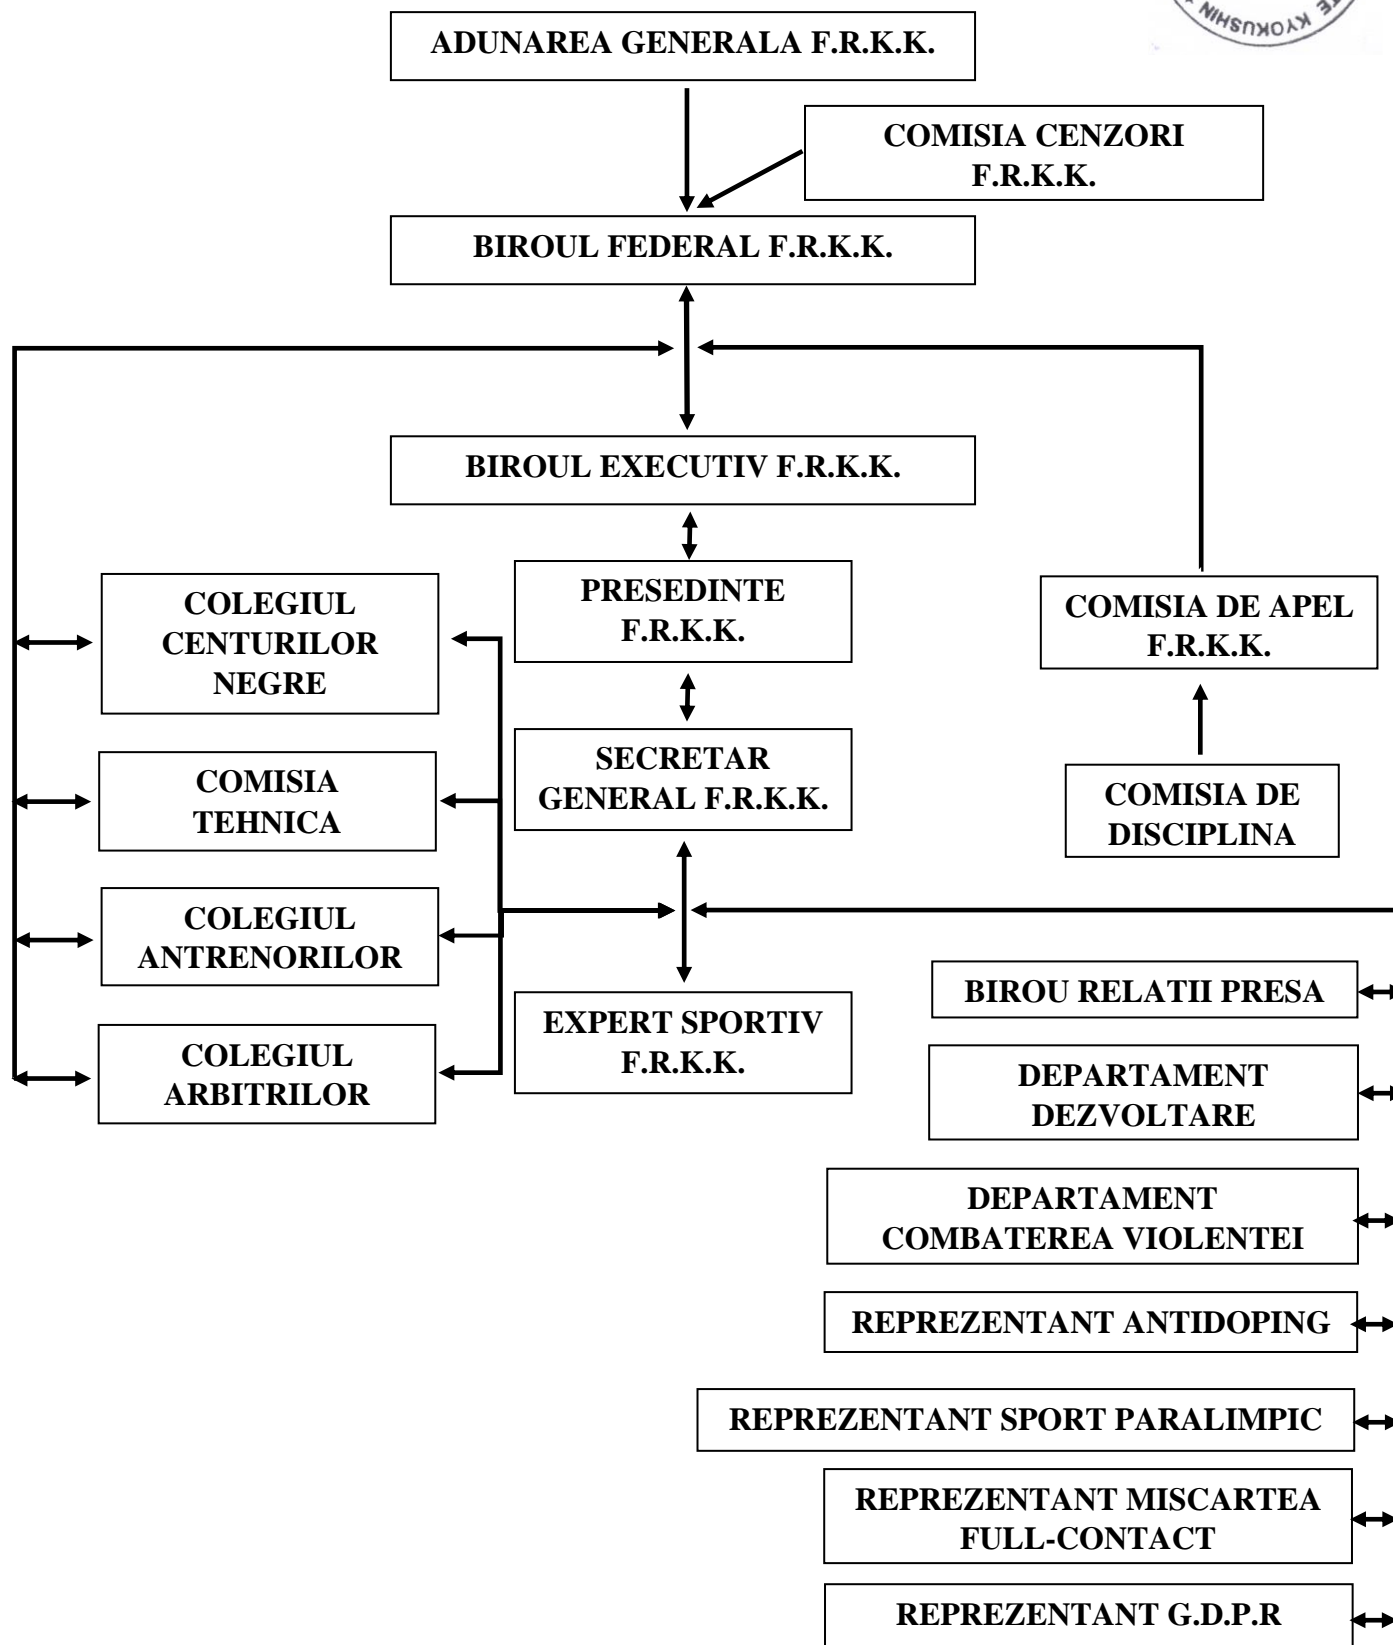 TE KYOKUSHIN
ADUNAREA GENERALA F.R.K.K.
COMISIA CENZORI
F.R.K.K.
BIROUL FEDERAL F.R.K.K.
BIROUL EXECUTIV F.R.K.K.
COLEGIUL
CENTURILOR
NEGRE
PRESEDINTE
F.R.K.K.
COMISIA DE APEL
F.R.K.K.
COMISIA
TEHNICA
SECRETAR
GENERAL F.R.K.K.
COMISIA DE
DISCIPLINA
COLEGIUL
ANTRENORILOR
COLEGIUL
ARBITRILOR
EXPERT SPORTIV
F.R.K.K.
BIROU RELATII PRESA
DEPARTAMENT
DEZVOLTARE
DEPARTAMENT
COMBATEREA VIOLENTEI
REPREZENTANT ANTIDOPING
REPREZENTANT SPORT PARALIMPIC
REPREZENTANT MISCARTEA
FULL-CONTACT
REPREZENTANT G.D.P.R